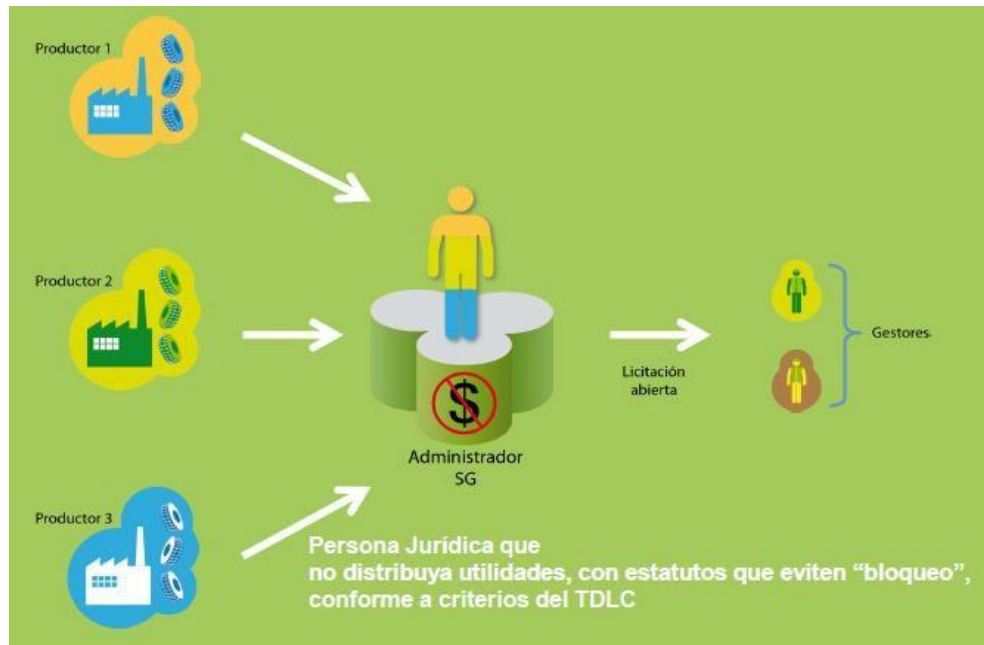 Productor 1
Productor 2
Productor 3
$
Administrador
SG
Licitación
abierta
Gestores
Persona Jurídica que
no distribuya utilidades, con estatutos que eviten “bloqueo”,
conforme a criterios del TDLC